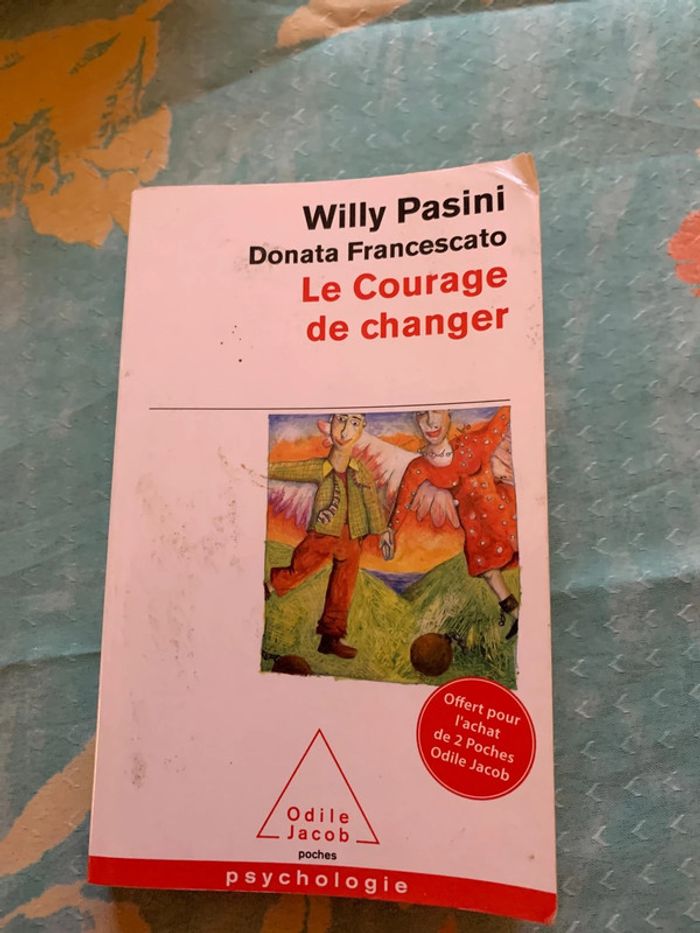 Willy Pasini
Donata Francescato
Le Courage
de changer
Offert pour
l'achat
de 2 Poches
Odile Jacob
Odile
Jacob
poches
psychologie